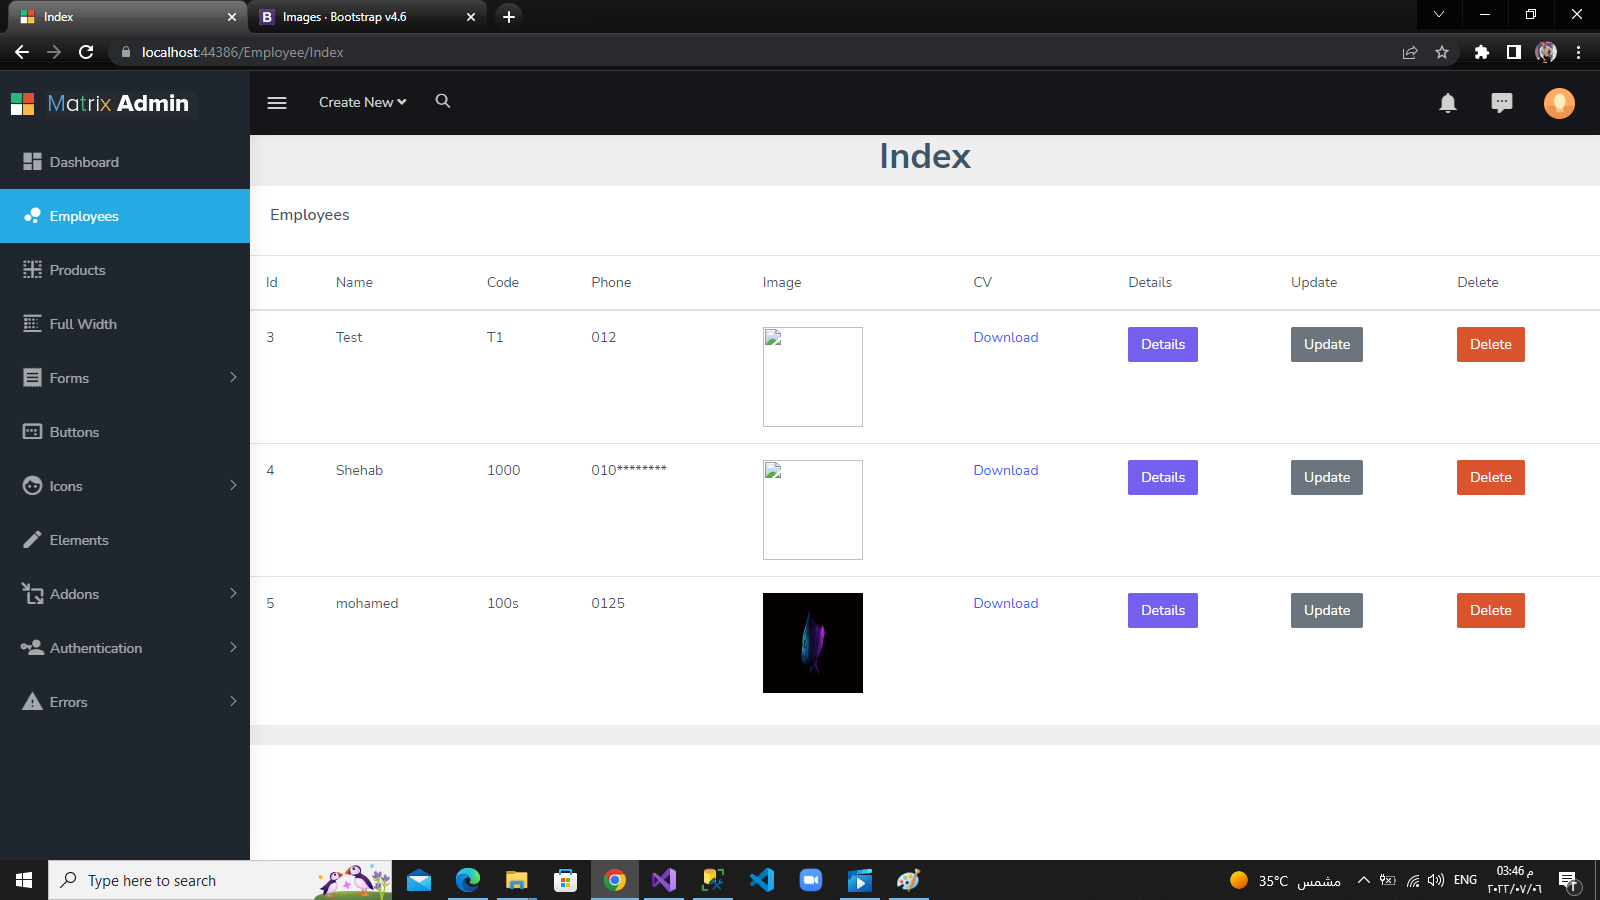 Index
Images · Bootstrap v4.6
localhost:44386/Employee/Index
Matrix Admin
Create New
Dashboard
Employees
Products
Full Width
Forms
Buttons
Icons
Elements
Addons
Authentication
Errors
Index
Employees
Id Name Code Phone Image CV Details Update Delete
3 Test T1 012 Download Details Update Delete
4 Shehab 1000 010******** Download Details Update Delete
5 mohamed 100s 0125 Download Details Update Delete
Type here to search
35°C مشمس
ENG
03:46 م
٢٠٢٢/٠٧/٠٦
٢